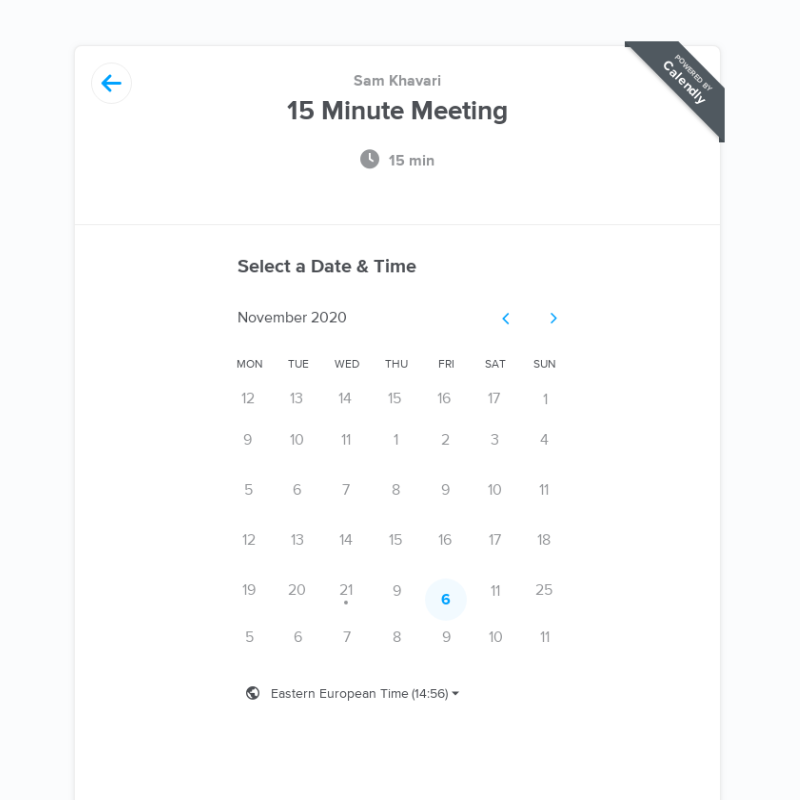 POWERED BY
Calendly
Sam Khavari
15 Minute Meeting
15 min
Select a Date & Time
November 2020
MON TUE WED THU FRI SAT SUN
12 13 14 15 16 17 1
9 10 11 1 2 3 4
5 6 7 8 9 10 11
12 13 14 15 16 17 18
19 20 21 9 6 11 25
5 6 7 8 9 10 11
Eastern European Time (14:56)